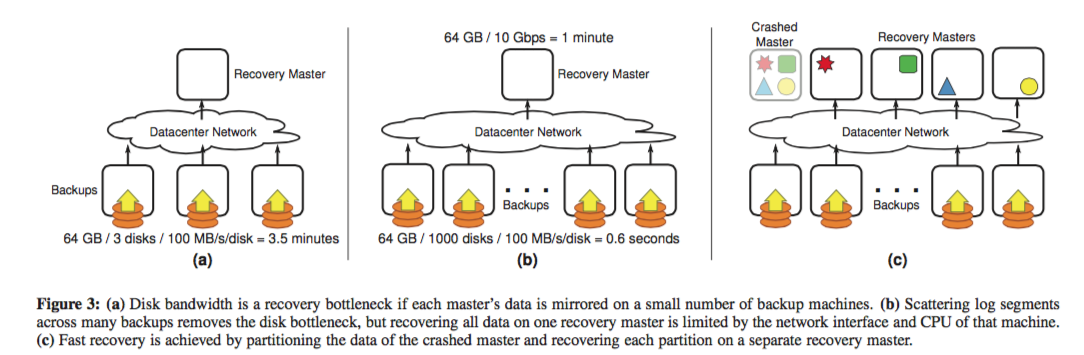 Recovery Master
Datacenter Network
Backups
64 GB / 3 disks / 100 MB/s/disk = 3.5 minutes
(a)
64 GB / 10 Gbps = 1 minute
Recovery Master
Datacenter Network
Backups
64 GB / 1000 disks / 100 MB/s/disk = 0.6 seconds
(b)
Crashed
Master
Recovery Masters
Datacenter Network
Backups
(c)
Figure 3: (a) Disk bandwidth is a recovery bottleneck if each master's data is mirrored on a small number of backup machines. (b) Scattering log segments
across many backups removes the disk bottleneck, but recovering all data on one recovery master is limited by the network interface and CPU of that machine.
(c) Fast recovery is achieved by partitioning the data of the crashed master and recovering each partition on a separate recovery master.